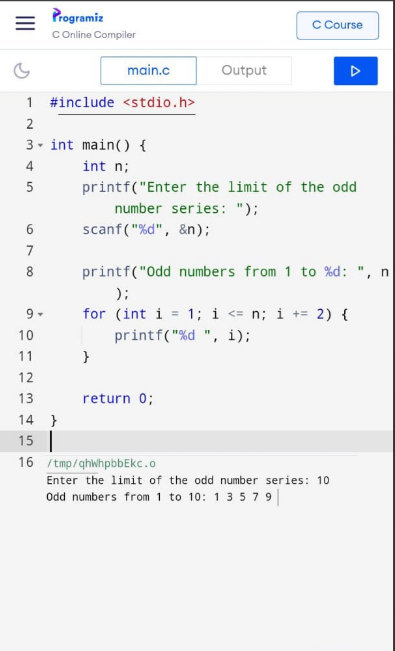 Programiz
C Online Compiler
C Course
main.c
Output
1 #include <stdio.h>
2
3 int main() {
4 int n;
5 printf("Enter the limit of the odd
number series: ");
6 scanf("%d", &n);
7
8 printf("Odd numbers from 1 to %d: ", n
);
9 for (int i = 1; i <= n; i += 2) {
10 printf("%d ", i);
11 }
12
13 return 0;
14 }
15
16 /tmp/qhWhpbbEkc.o
Enter the limit of the odd number series: 10
Odd numbers from 1 to 10: 1 3 5 7 9